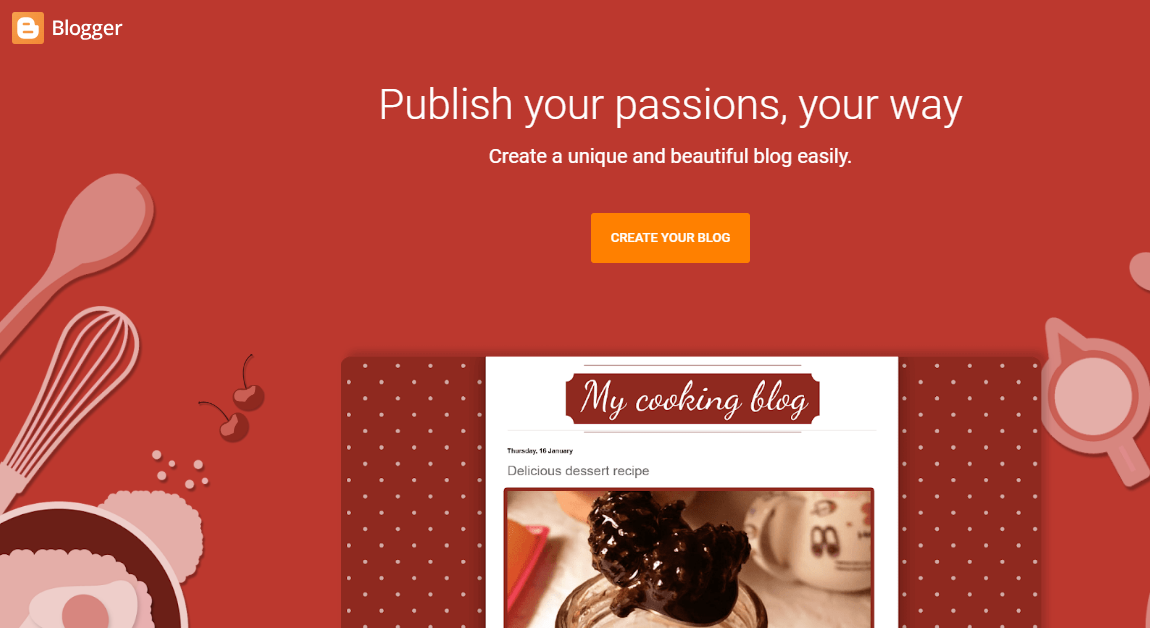 Blogger
Publish your passions, your way
Create a unique and beautiful blog easily.
CREATE YOUR BLOG
My cooking blog
Thursday, 16 January
Delicious dessert recipe